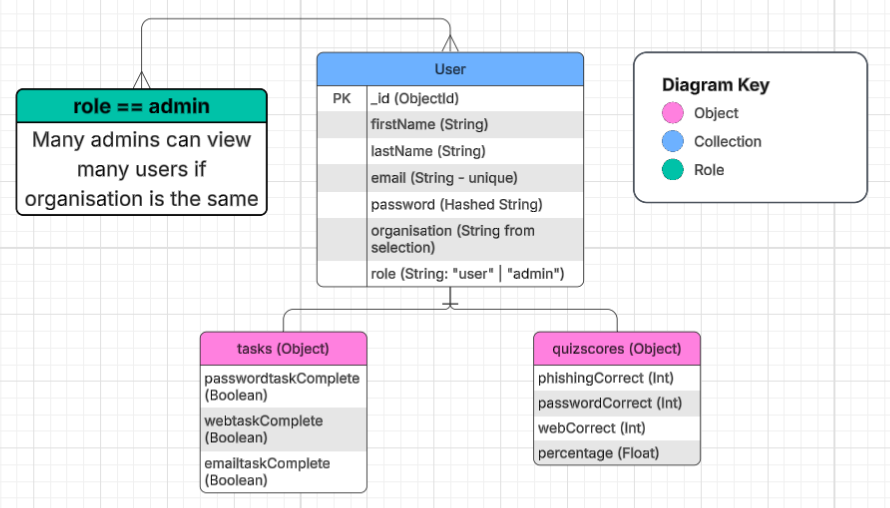 role == admin
Many admins can view
many users if
organisation is the same
User
PK _id (ObjectId)
firstName (String)
lastName (String)
email (String - unique)
password (Hashed String)
organisation (String from
selection)
role (String: "user" | "admin")
Diagram Key
Object
Collection
Role
tasks (Object)
passwordtaskComplete
(Boolean)
webtaskComplete
(Boolean)
emailtaskComplete
(Boolean)
quizscores (Object)
phishingCorrect (Int)
passwordCorrect (Int)
webCorrect (Int)
percentage (Float)